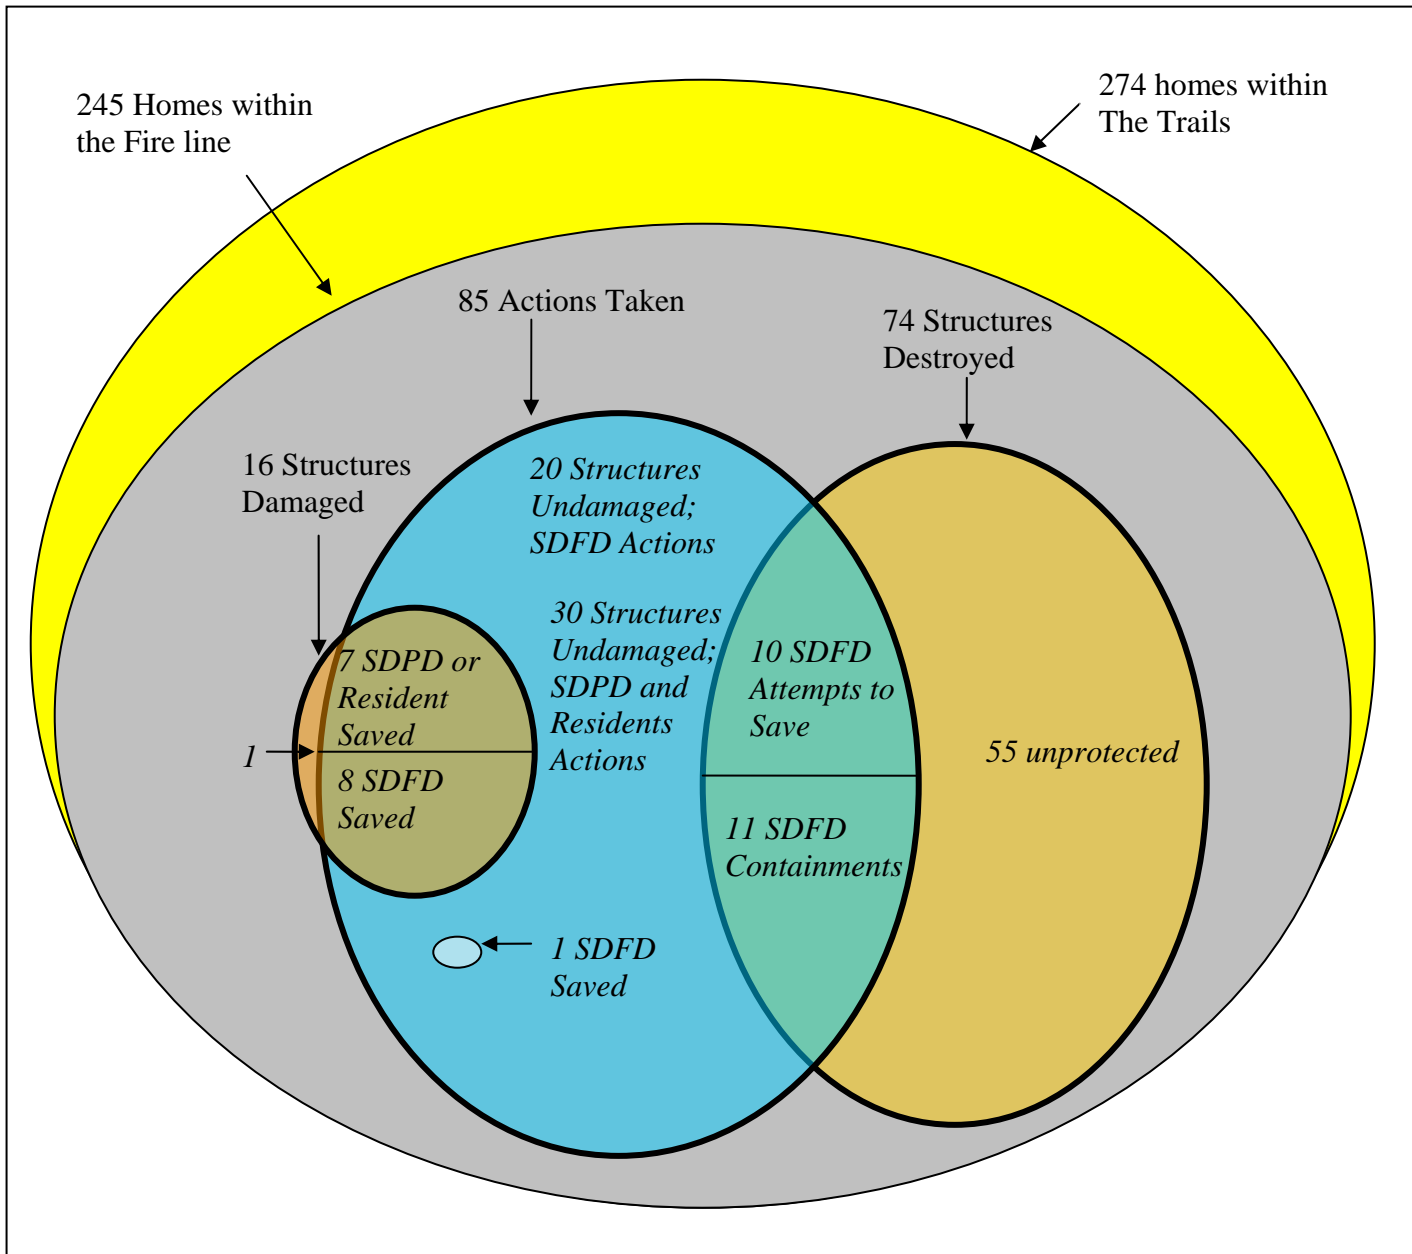 245 Homes within
the Fire line
274 homes within
The Trails
85 Actions Taken
74 Structures
Destroyed
16 Structures
Damaged
20 Structures
Undamaged;
SDFD Actions
30 Structures
Undamaged;
SDPD and
Residents
Actions
7 SDPD or
Resident
Saved
1
8 SDFD
Saved
10 SDFD
Attempts to
Save
55 unprotected
11 SDFD
Containments
1 SDFD
Saved